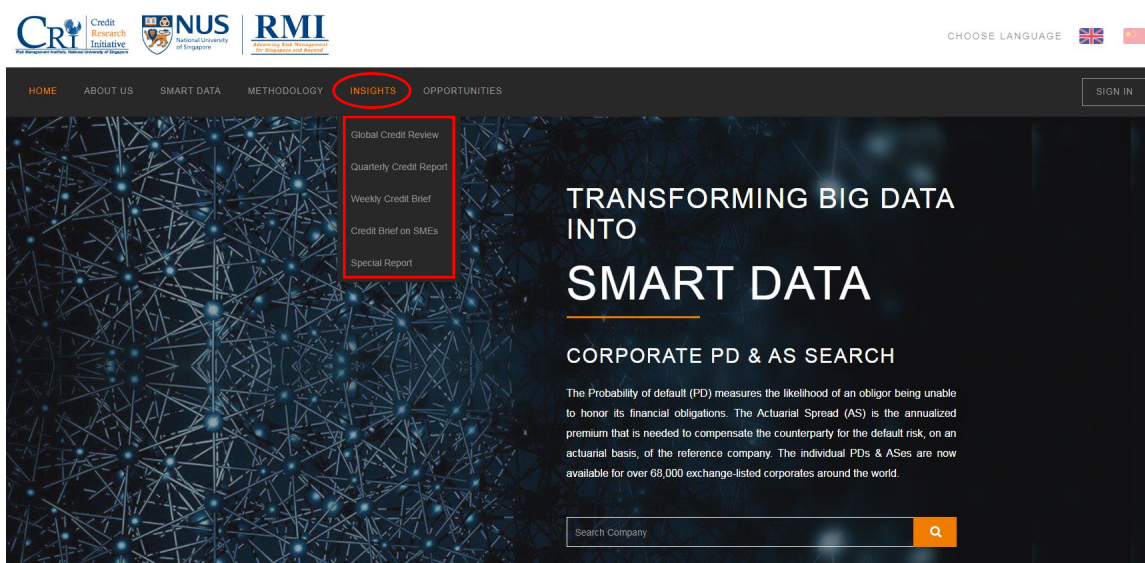 CRI
Credit
Research
Initiative
Risk Management Institute, National University of Singapore
NUS
National University
of Singapore
RMI
Advancing Risk Management
for Singapore and Beyond
CHOOSE LANGUAGE
HOME ABOUT US SMART DATA METHODOLOGY INSIGHTS OPPORTUNITIES SIGN IN
Global Credit Review
Quarterly Credit Report
Weekly Credit Brief
Credit Brief on SMEs
Special Report
TRANSFORMING BIG DATA
INTO
SMART DATA
CORPORATE PD & AS SEARCH
The Probability of default (PD) measures the likelihood of an obligor being unable
to honor its financial obligations. The Actuarial Spread (AS) is the annualized
premium that is needed to compensate the counterparty for the default risk, on an
actuarial basis, of the reference company. The individual PDs & ASes are now
available for over 68,000 exchange-listed corporates around the world.
Search Company